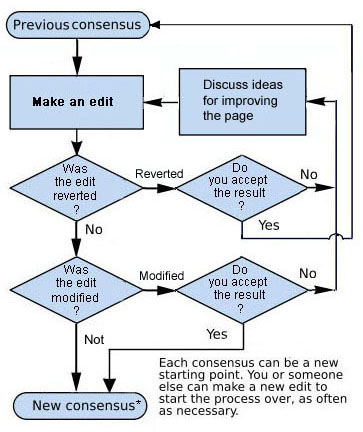 Previous consensus
Make an edit
Discuss ideas
for improving
the page
Was
the edit
reverted
?
Reverted
Do
you accept
the result
?
No
Yes
No
Was
the edit
modified
?
Modified
Do
you accept
the result
?
No
Yes
Not
New consensus*
Each consensus can be a new
starting point. You or someone
else can make a new edit to
start the process over, as often
as necessary.